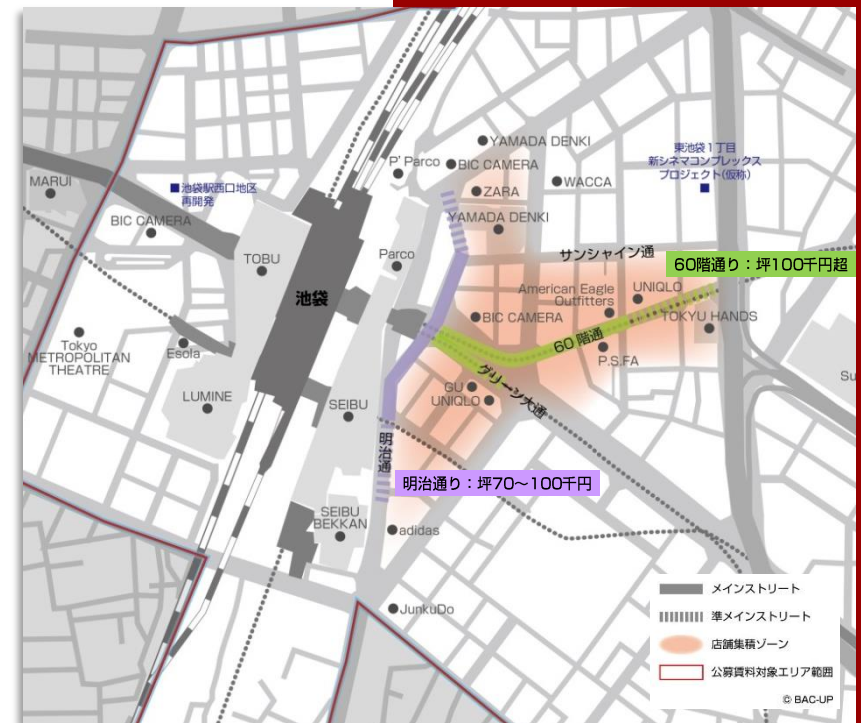 YAMADA DENKI
P' Parco
BIC CAMERA
東池袋1丁目
新シネマコンプレックス
プロジェクト(仮称)
MARUI
池袋駅西口地区
再開発
ZARA
WACCA
BIC CAMERA
YAMADA DENKI
TOBU
Parco
サンシャイン通
60階通り：坪100千円超
池袋
American Eagle
Outfitters
UNIQLO
BIC CAMERA
TOKYU HANDS
60 階通
Tokyo
METROPOLITAN
THEATRE
Esola
P.S.FA
グリーン大通
LUMINE
SEIBU
GU
UNIQLO
明治通
明治通り：坪70～100千円
SEIBU
BEKKAN
adidas
JunkuDo
Su
メインストリート
準メインストリート
店舗集積ゾーン
公募賃料対象エリア範囲
© BAC-UP